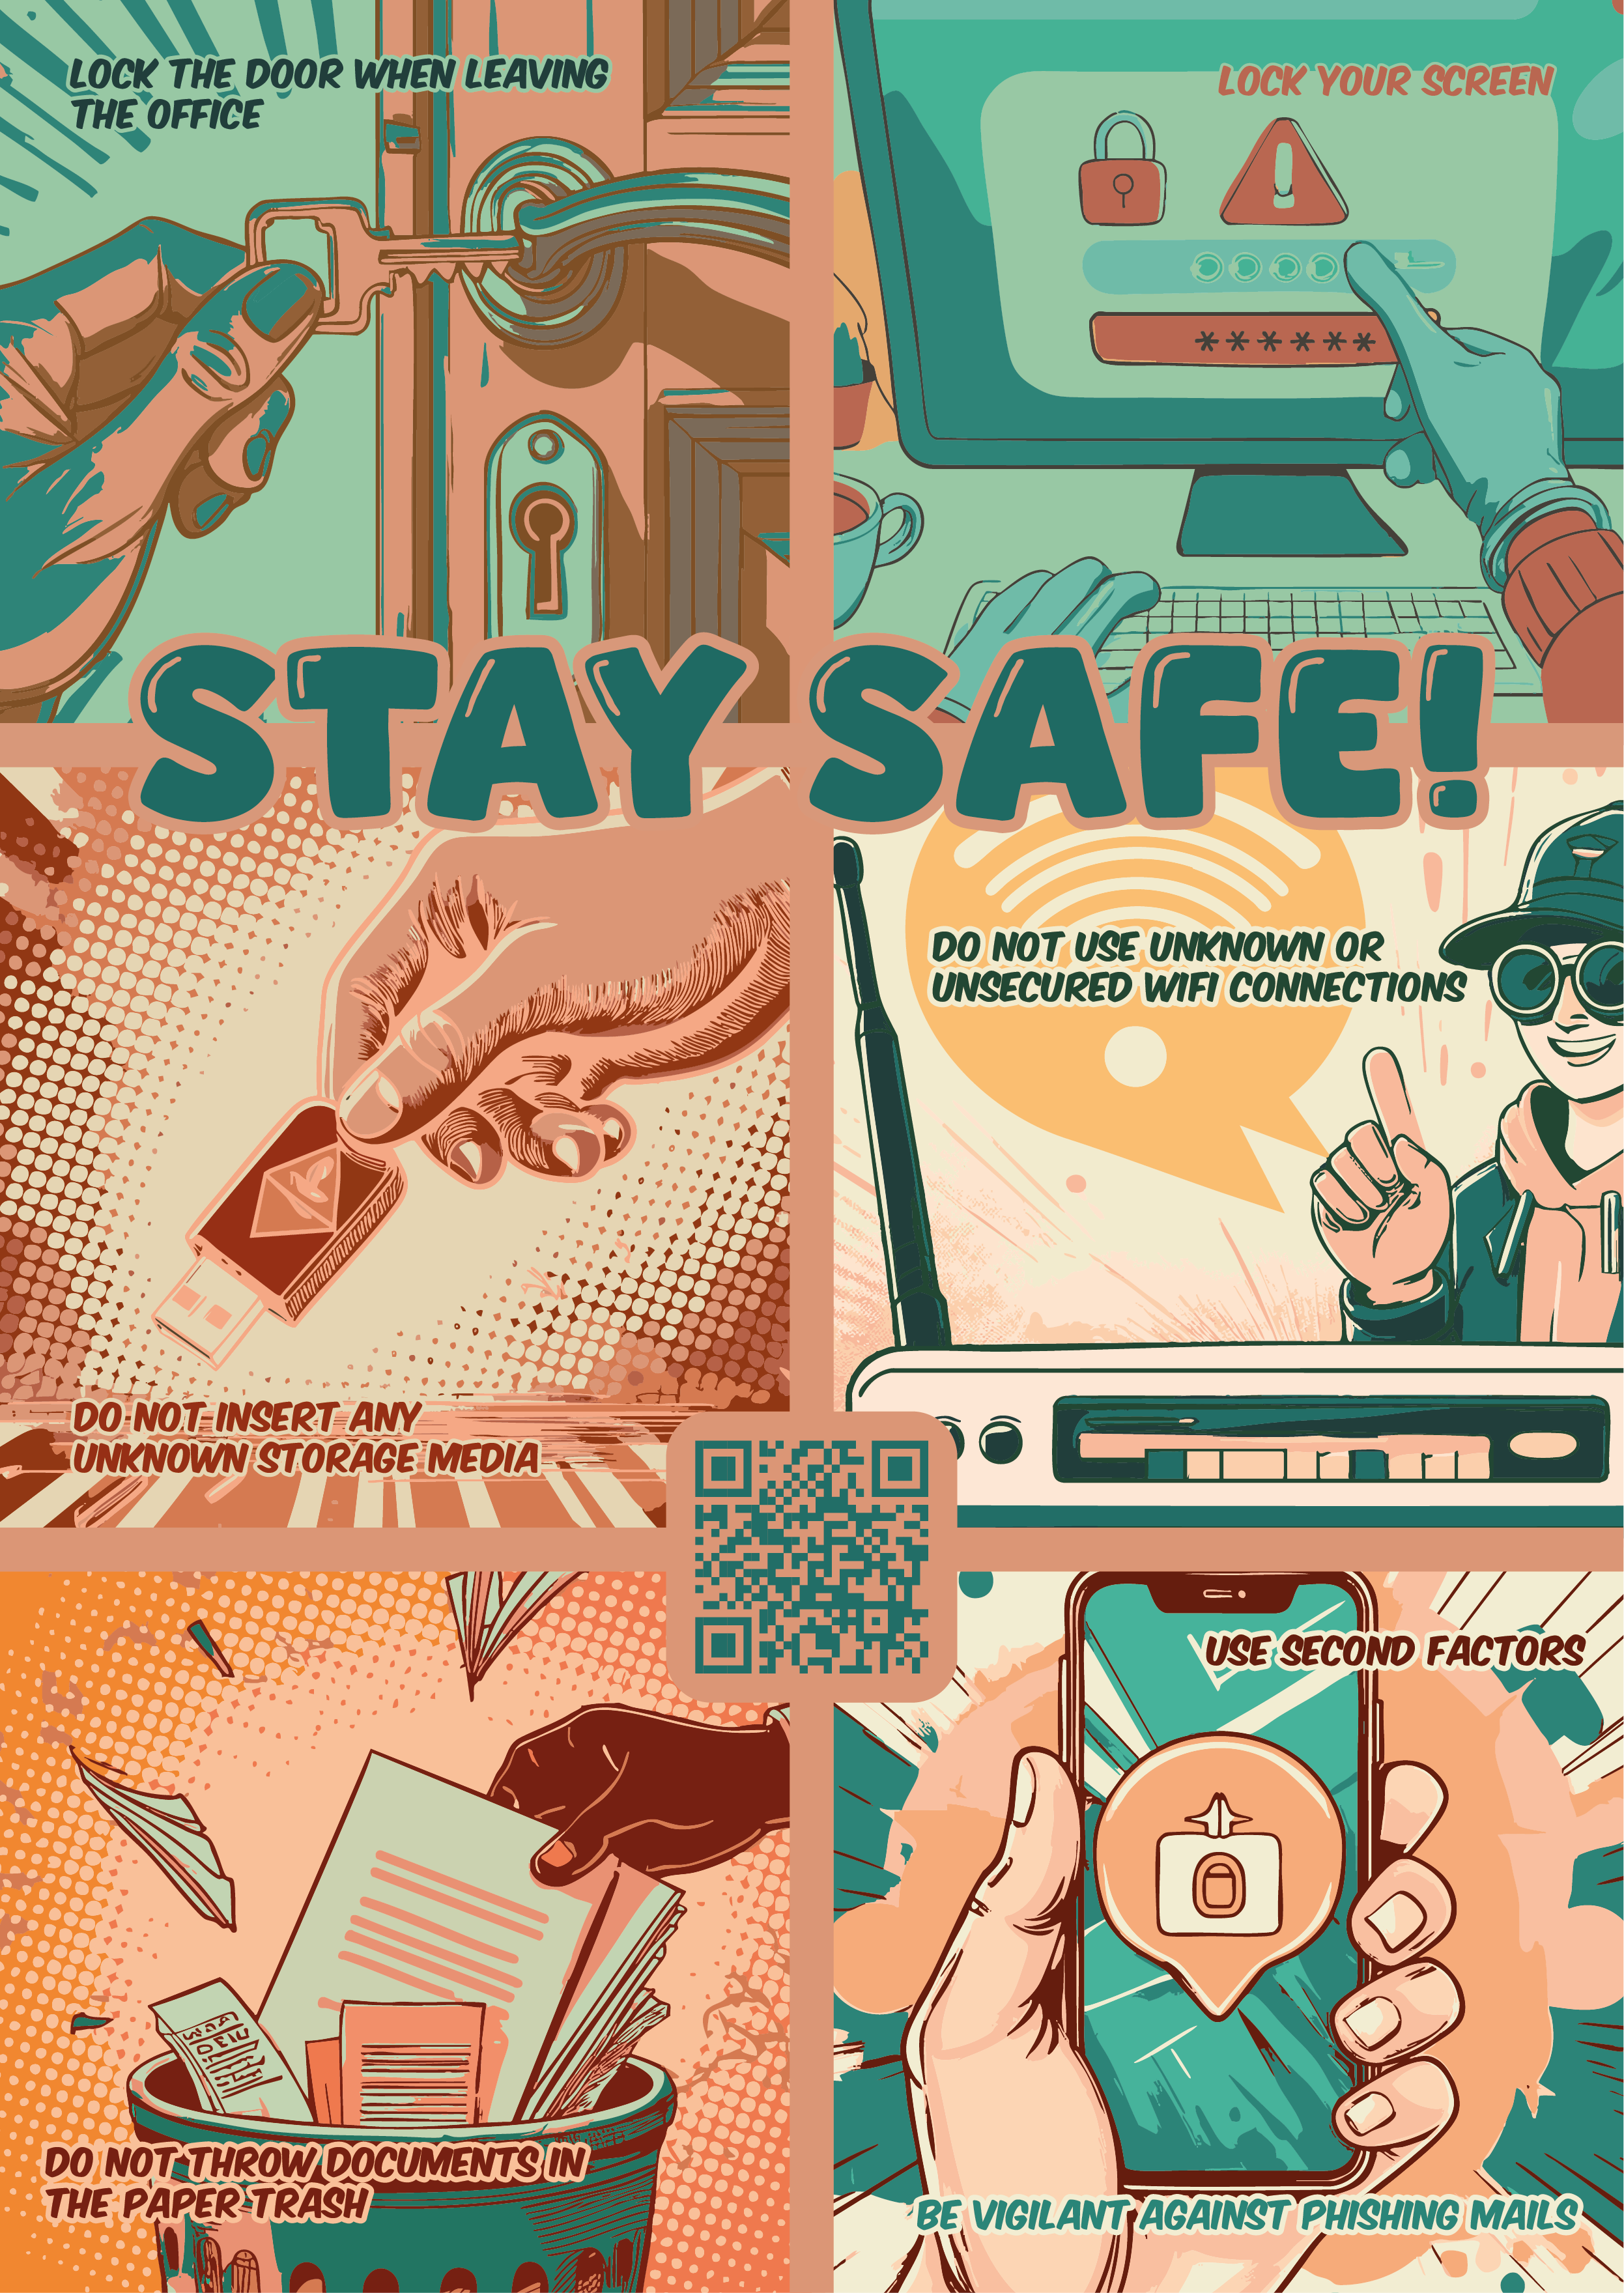 LOCK THE DOOR WHEN LEAVING
THE OFFICE
LOCK YOUR SCREEN
******
STAY SAFE!
DO NOT USE UNKNOWN OR
UNSECURED WIFI CONNECTIONS
DO NOT INSERT ANY
UNKNOWN STORAGE MEDIA
USE SECOND FACTORS
DO NOT THROW DOCUMENTS IN
THE PAPER TRASH
BE VIGILANT AGAINST PHISHING MAILS